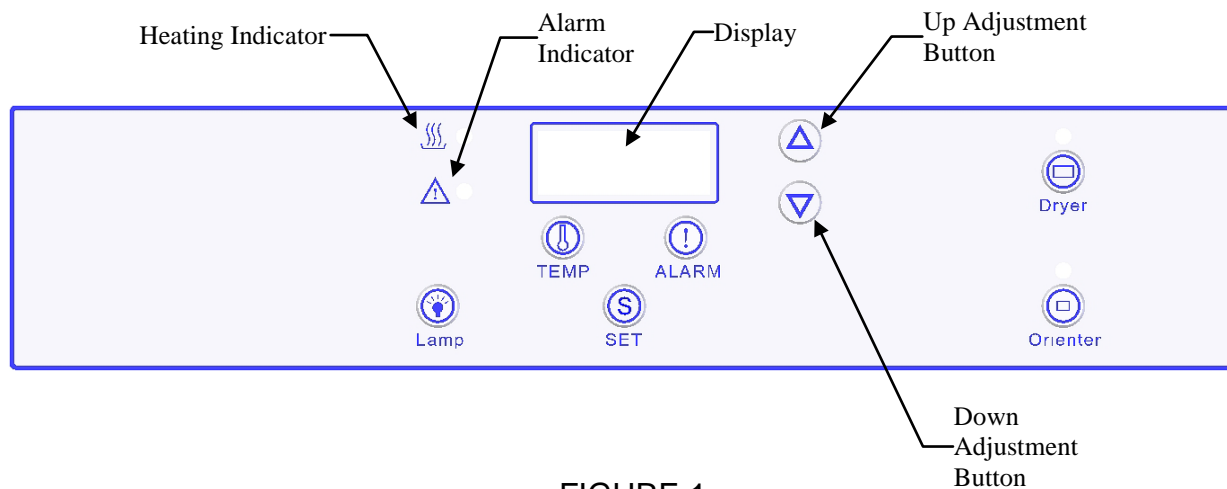 Heating Indicator
Alarm
Indicator
Display
Up Adjustment
Button
TEMP
ALARM
Dryer
Lamp
S
SET
Orienter
Down
Adjustment
Button
FIGURE 1